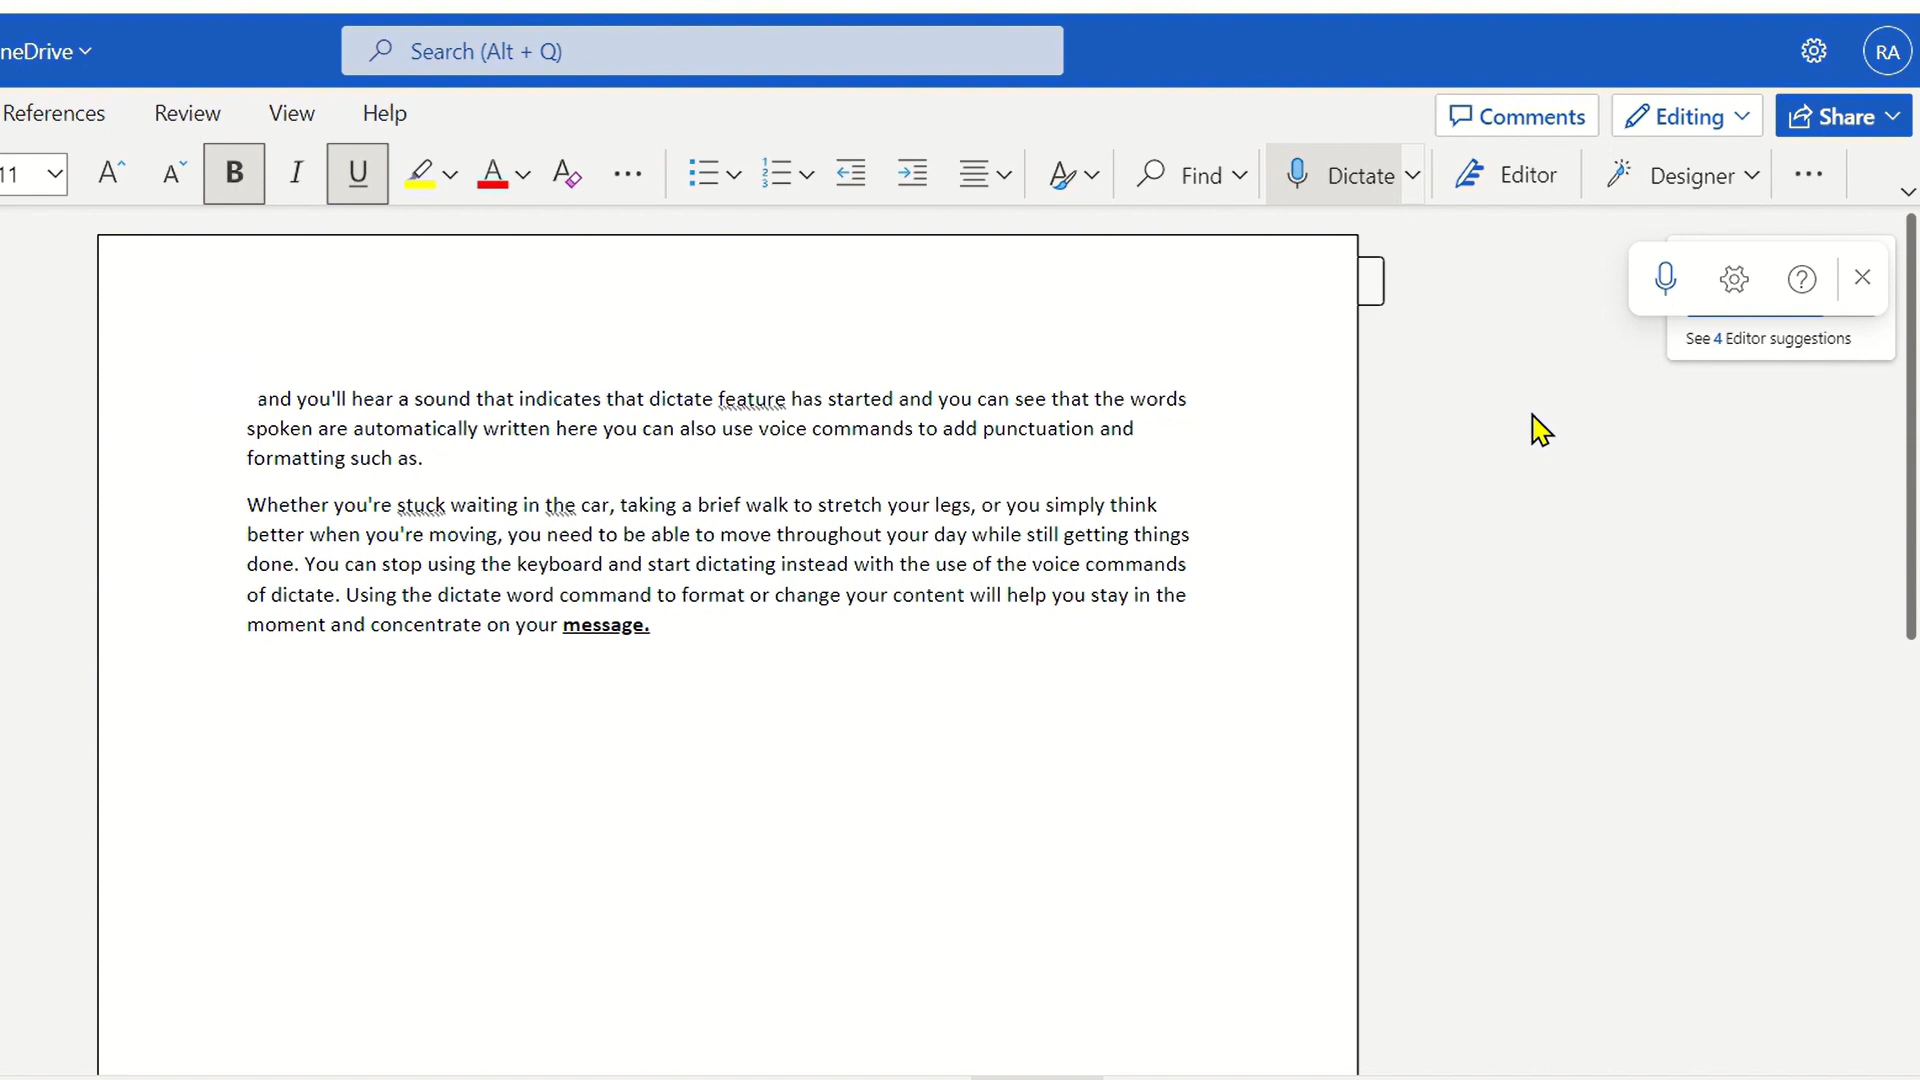 neDrive
Search (Alt + Q)
RA
References Review View Help
Comments Editing Share
11 B I U Find Dictate Editor Designer
See 4 Editor suggestions
and you'll hear a sound that indicates that dictate feature has started and you can see that the words
spoken are automatically written here you can also use voice commands to add punctuation and
formatting such as.
Whether you're stuck waiting in the car, taking a brief walk to stretch your legs, or you simply think
better when you're moving, you need to be able to move throughout your day while still getting things
done. You can stop using the keyboard and start dictating instead with the use of the voice commands
of dictate. Using the dictate word command to format or change your content will help you stay in the
moment and concentrate on your message.